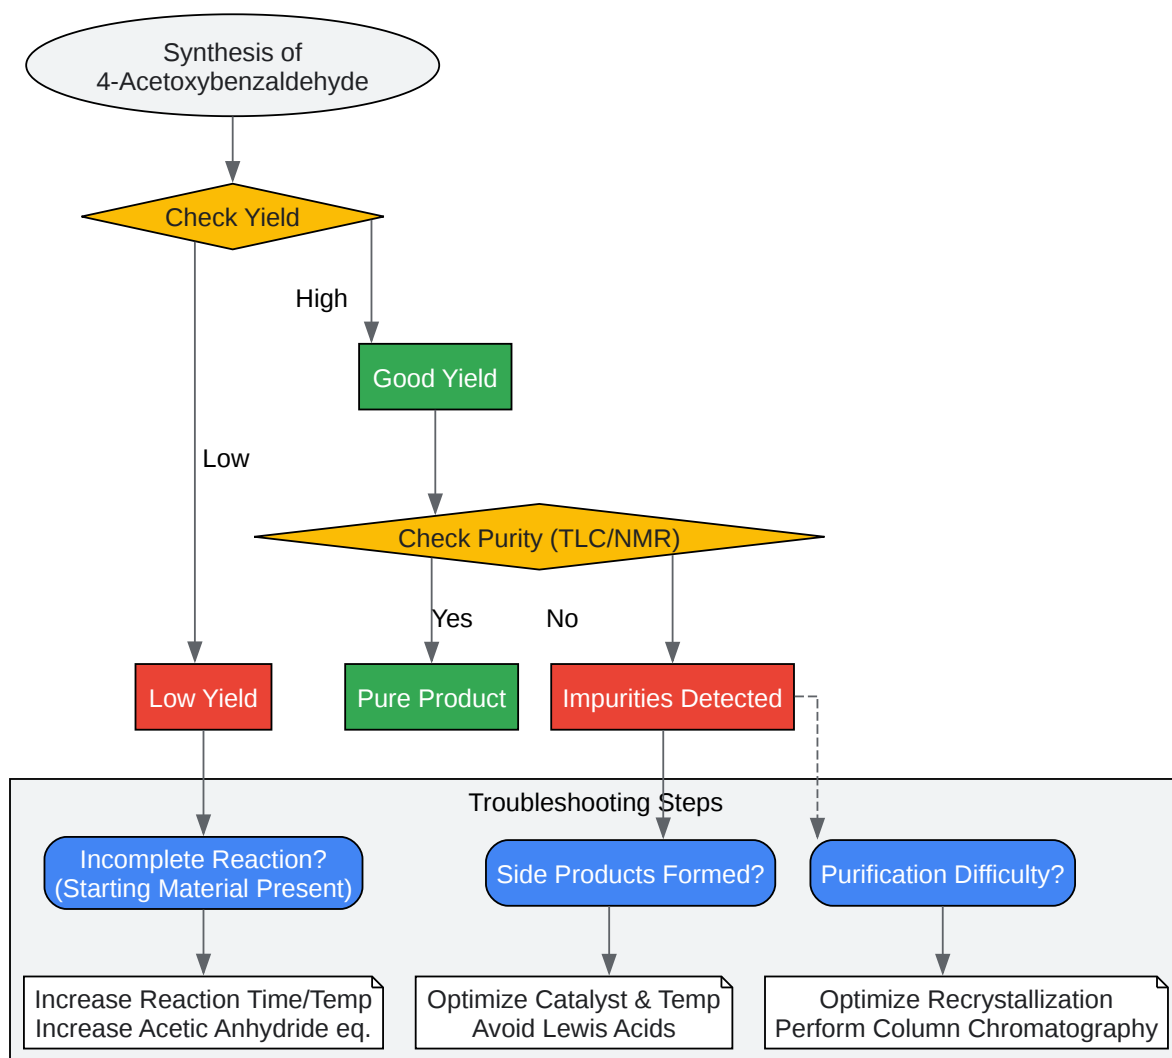 Synthesis of
4-Acetoxybenzaldehyde
Check Yield
High
Good Yield
Low
Check Purity (TLC/NMR)
Yes
No
Low Yield
Pure Product
Impurities Detected
Troubleshooting Steps
Incomplete Reaction?
(Starting Material Present)
Side Products Formed?
Purification Difficulty?
Increase Reaction Time/Temp
Increase Acetic Anhydride eq.
Optimize Catalyst & Temp
Avoid Lewis Acids
Optimize Recrystallization
Perform Column Chromatography